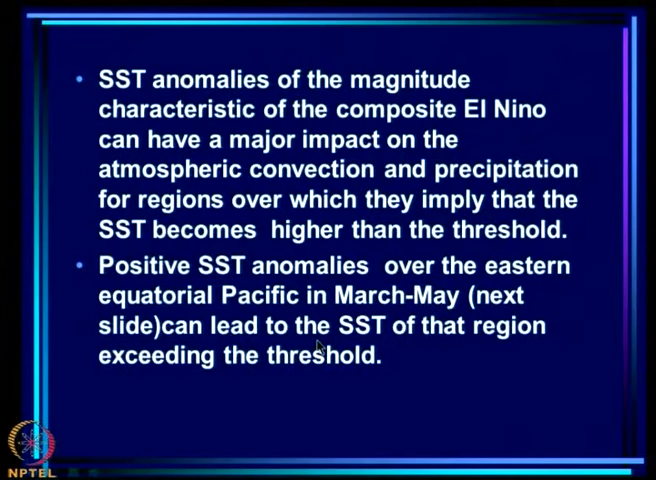 • SST anomalies of the magnitude
characteristic of the composite El Nino
can have a major impact on the
atmospheric convection and precipitation
for regions over which they imply that the
SST becomes higher than the threshold.
• Positive SST anomalies over the eastern
equatorial Pacific in March-May (next
slide)can lead to the SST of that region
exceeding the threshold.
NPTEL